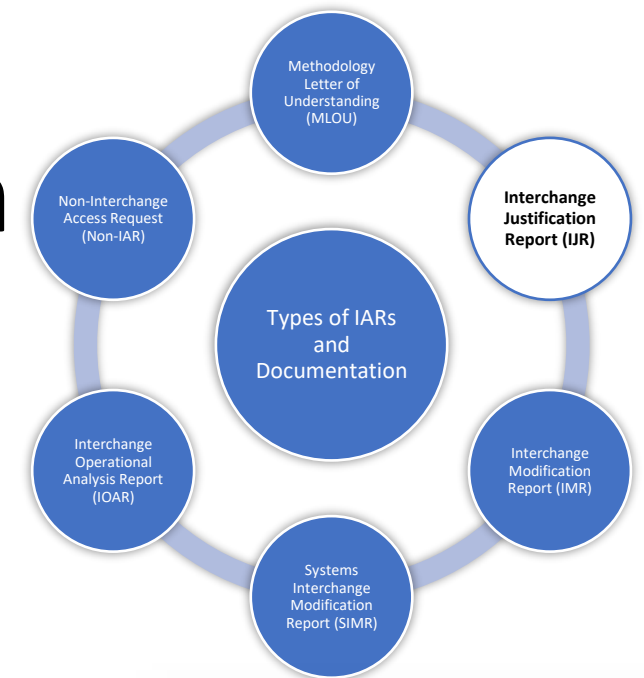 Methodology
Letter of
Understanding
(MLOU)
Interchange
Justification
Report (IJR)
Interchange
Modification
Report (IMR)
Systems
Interchange
Modification
Report (SIMR)
Interchange
Operational
Analysis Report
(IOAR)
Non-Interchange
Access Request
(Non-IAR)
Types of IARs
and
Documentation